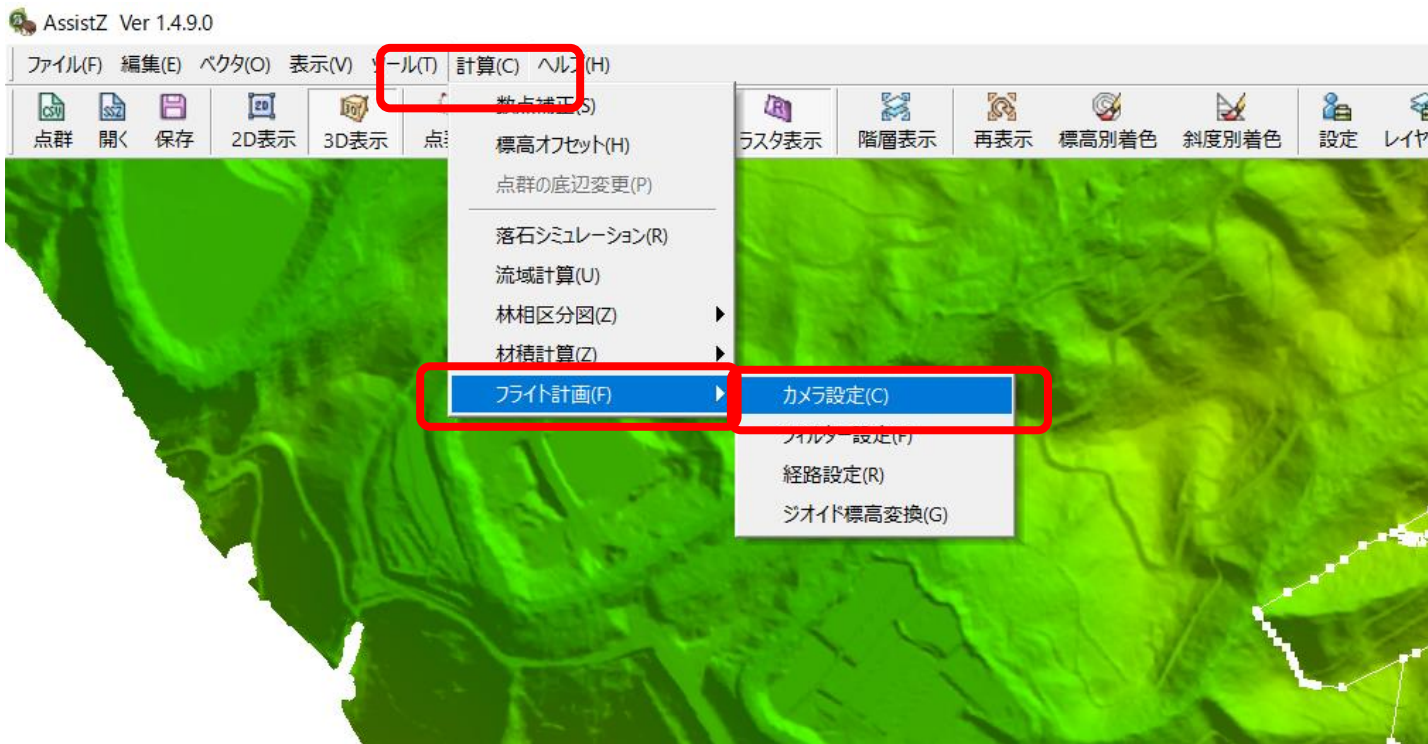 AssistZ Ver 1.4.9.0
ファイル(F) 編集(E) ベクタ(O) 表示(V) ツール(T) 計算(C) ヘルプ(H)
点群 開く 保存 2D表示 3D表示 ラスタ表示 階層表示 再表示 標高別着色 斜度別着色 設定
数点補正(S)
標高オフセット(H)
点群の底辺変更(P)
落石シミュレーション(R)
流域計算(U)
林相区分図(Z)
材積計算(Z)
フライト計画(F)
カメラ設定(C)
フィルター設定(F)
経路設定(R)
ジオイド標高変換(G)